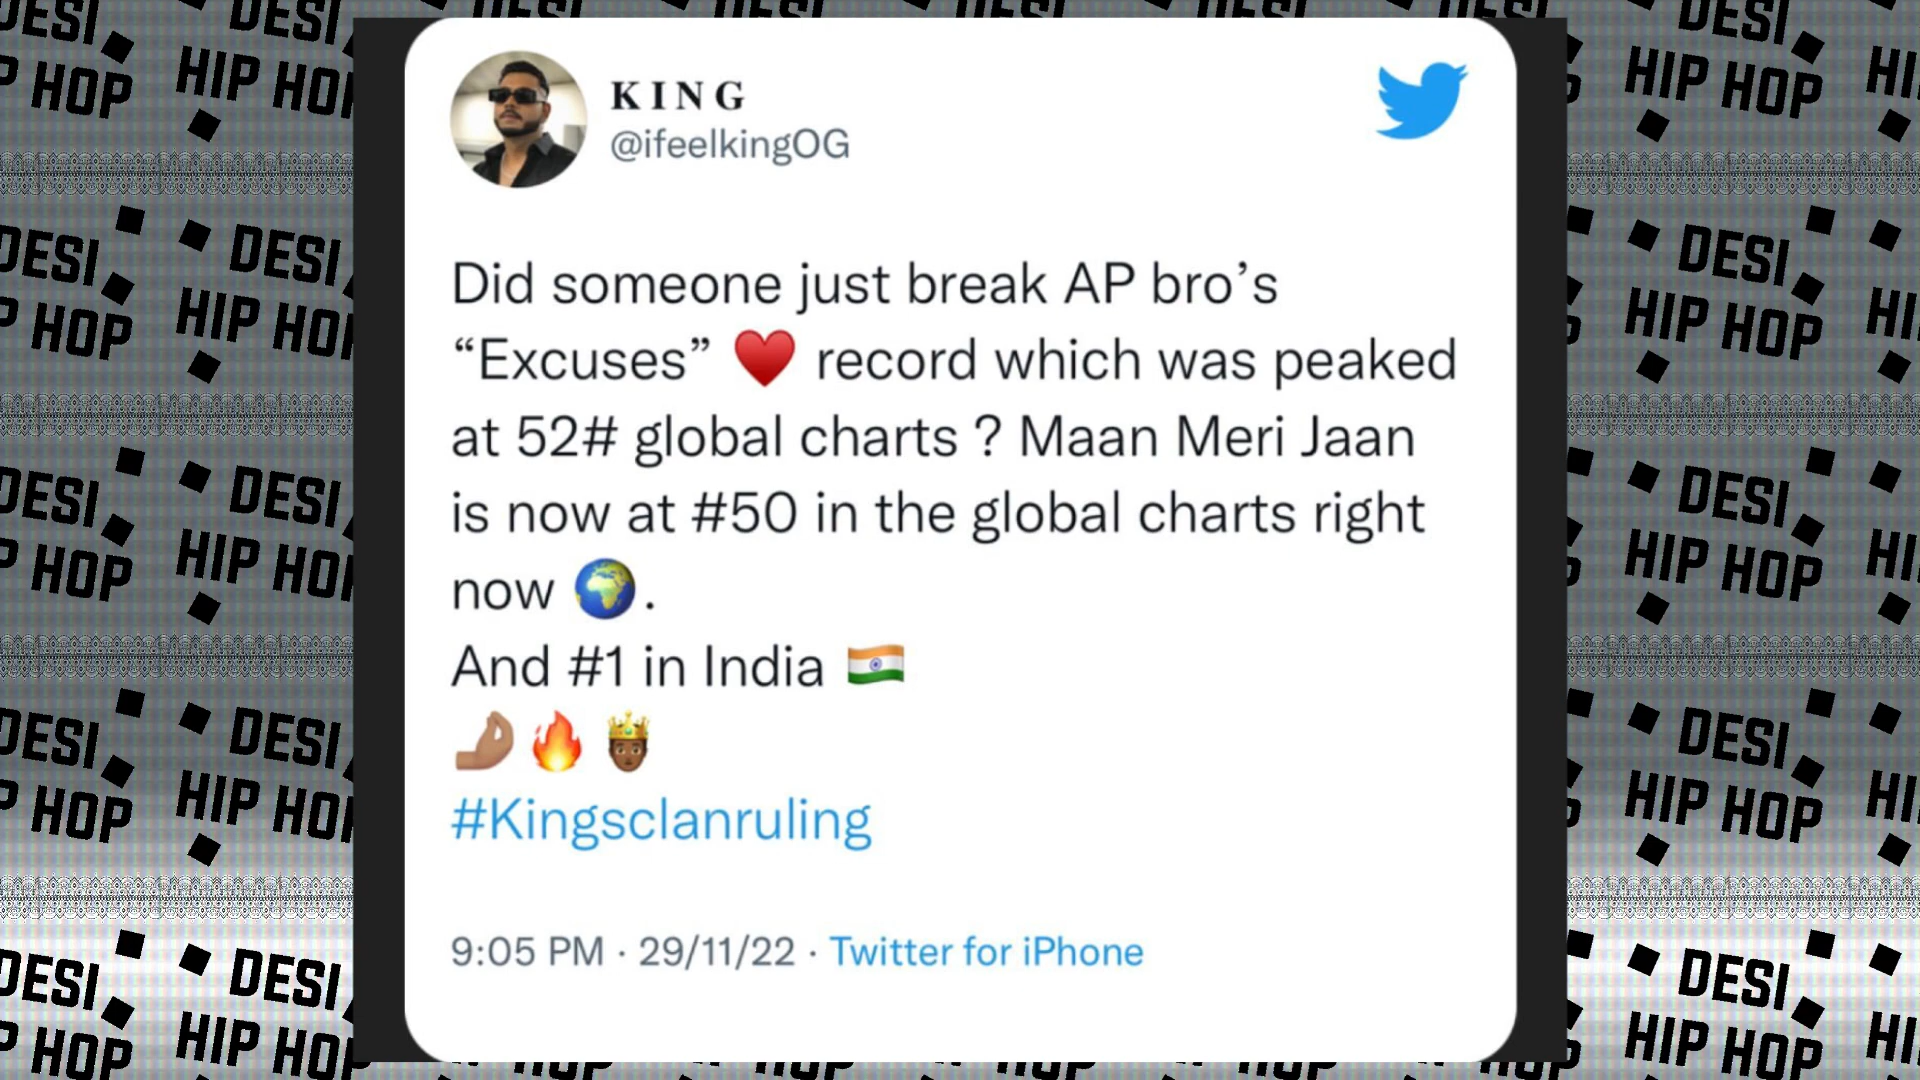 KING
@ifeelkingOG
Did someone just break AP bro’s
“Excuses” ♥️ record which was peaked
at 52# global charts ? Maan Meri Jaan
is now at #50 in the global charts right
now 🌍.
And #1 in India 🇮🇳
🤌🏽🔥🤴🏾
#Kingsclanruling
9:05 PM · 29/11/22 · Twitter for iPhone
DESI
HIP HOP